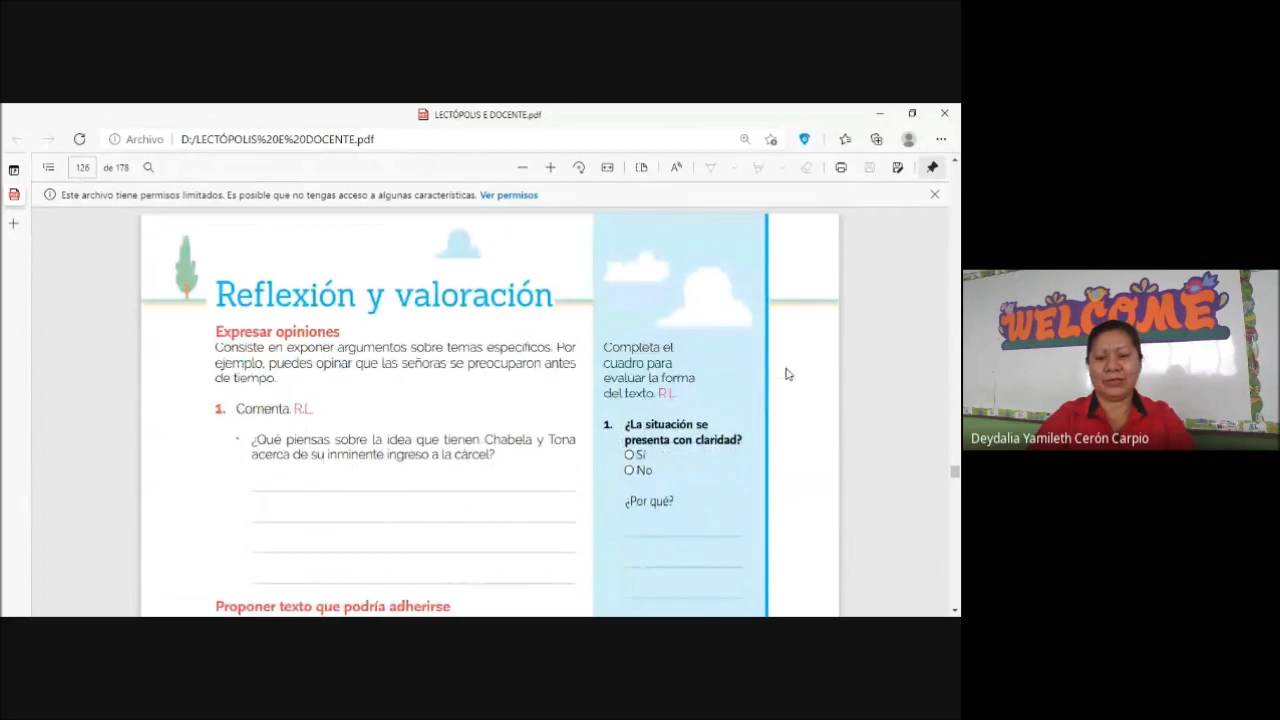 LECTÓPOLIS E DOCENTE.pdf
Archivo D:/LECTÓPOLIS%20E%20DOCENTE.pdf
126 de 178
Este archivo tiene permisos limitados. Es posible que no tengas acceso a algunas características. Ver permisos
Reflexión y valoración
Expresar opiniones
Consiste en exponer argumentos sobre temas específicos. Por
ejemplo, puedes opinar que las señoras se preocuparon antes
de tiempo.
1. Comenta. R.L.
• ¿Qué piensas sobre la idea que tienen Chabela y Tona
acerca de su inminente ingreso a la cárcel?
Proponer texto que podría adherirse
Completa el
cuadro para
evaluar la forma
del texto. R.L.
1. ¿La situación se
presenta con claridad?
Sí
No
¿Por qué?
WELCOME
Deydalia Yamileth Cerón Carpio